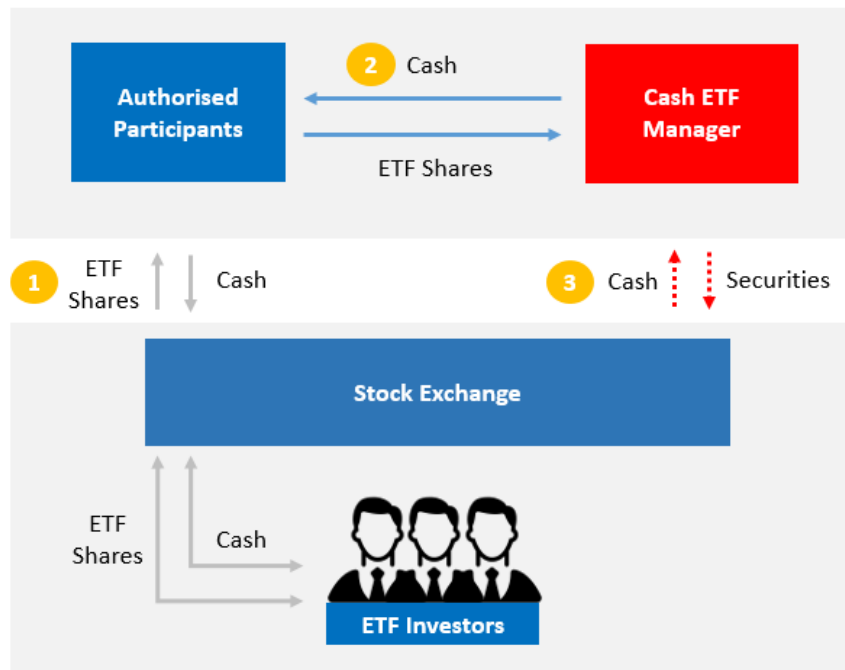 Authorised
Participants
2
Cash
ETF Shares
Cash ETF
Manager
1
ETF
Shares
Cash
3
Cash
Securities
Stock Exchange
ETF
Shares
Cash
ETF Investors